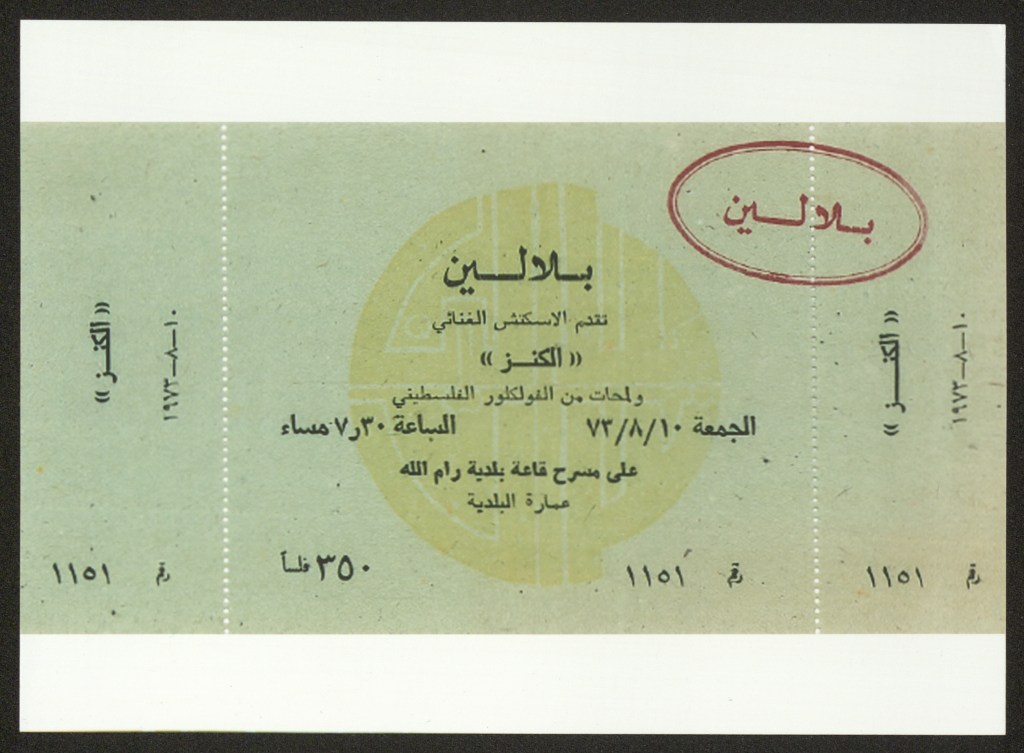 بلالين
بلالين
تقدم الاسكتش الغنائي
« الكنز »
ولمحات من الفولكلور الفلسطيني
الجمعة ٧٣/٨/١٠ الساعة ٧٫٣٠ مساء
على مسرح قاعة بلدية رام الله
عمارة البلدية
رقم ١١٥١ ٣٥٠ فلساً
« الكنز »
١٠–٨–١٩٧٣
رقم ١١٥١
« الكنز »
١٠–٨–١٩٧٣
رقم ١١٥١